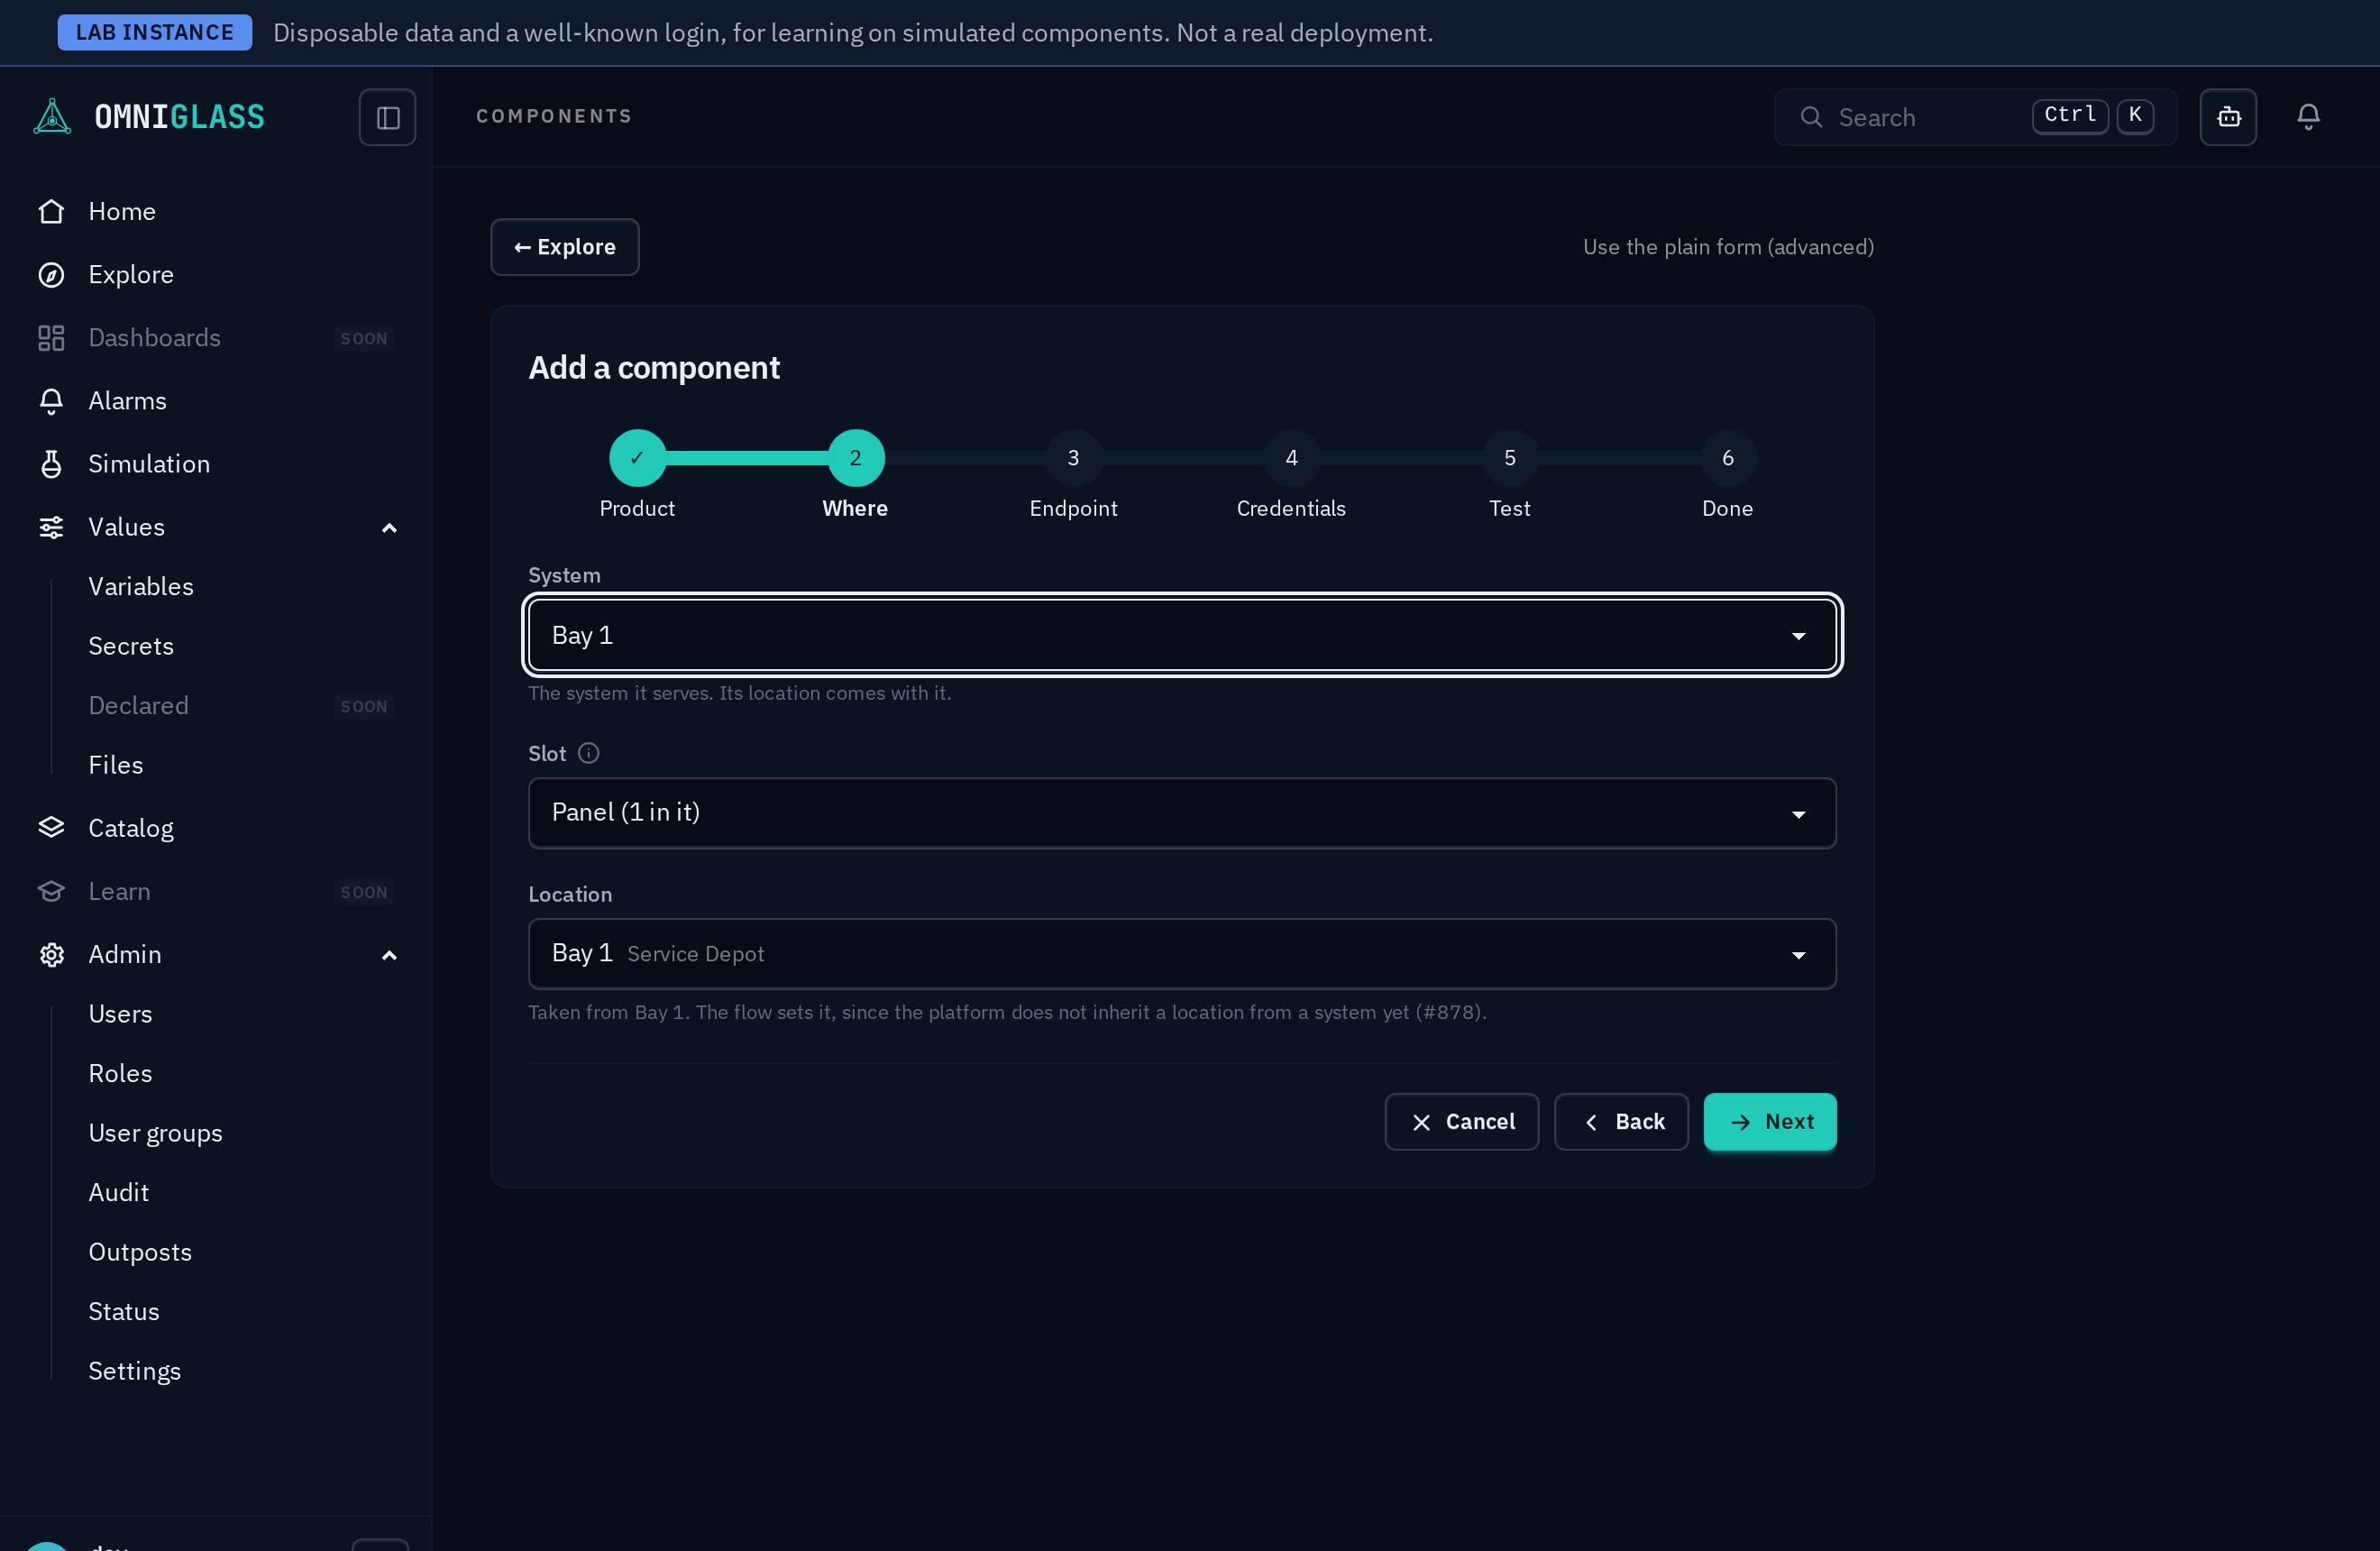 LAB INSTANCE Disposable data and a well-known login, for learning on simulated components. Not a real deployment.
OMNIGLASS
COMPONENTS
Search Ctrl K
Home
Explore
Dashboards SOON
Alarms
Simulation
Values
Variables
Secrets
Declared SOON
Files
Catalog
Learn SOON
Admin
Users
Roles
User groups
Audit
Outposts
Status
Settings
← Explore
Use the plain form (advanced)
Add a component
✓ 2 3 4 5 6
Product Where Endpoint Credentials Test Done
System
Bay 1
The system it serves. Its location comes with it.
Slot
Panel (1 in it)
Location
Bay 1 Service Depot
Taken from Bay 1. The flow sets it, since the platform does not inherit a location from a system yet (#878).
Cancel Back Next